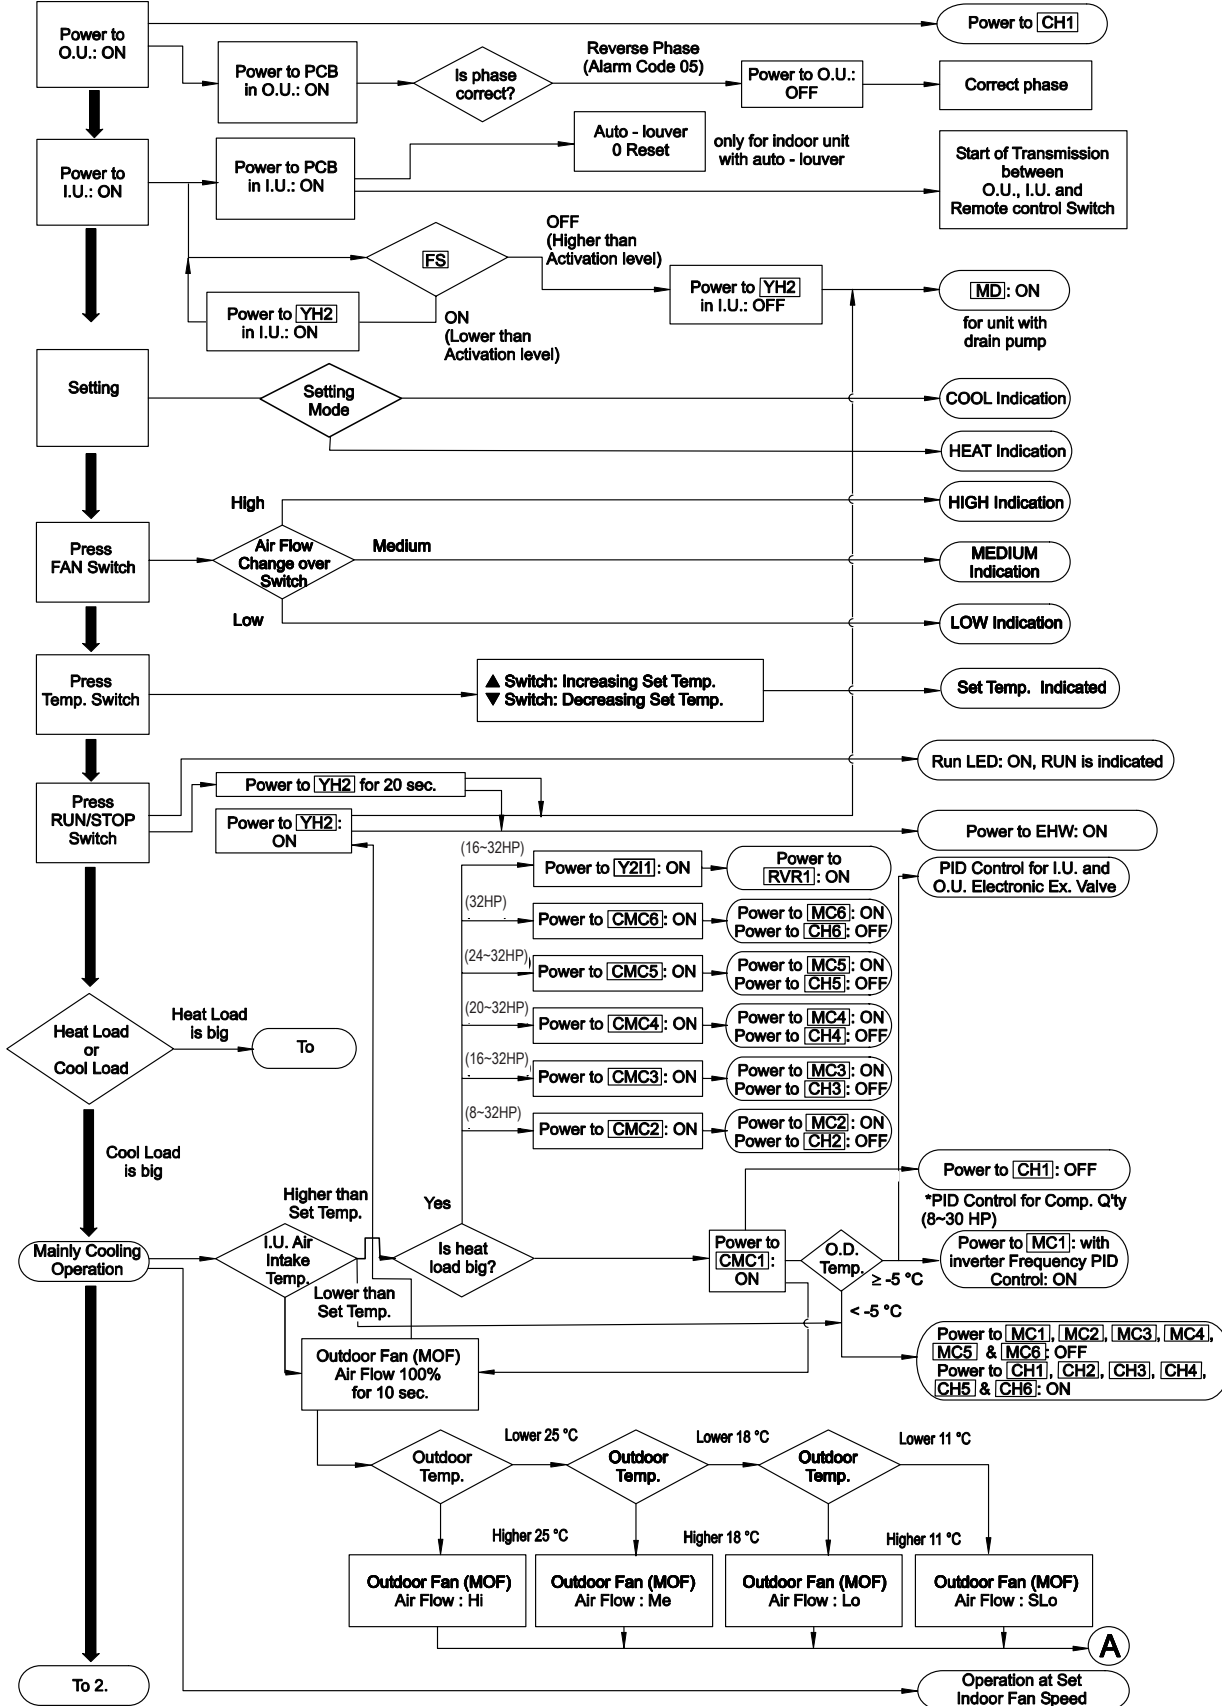 Power to
O.U.: ON
Power to CH1
Power to PCB
in O.U.: ON
Is phase
correct?
Reverse Phase
(Alarm Code 05)
Power to O.U.:
OFF
Correct phase
Power to
I.U.: ON
Power to PCB
in I.U.: ON
Auto - louver
0 Reset
only for indoor unit
with auto - louver
Start of Transmission
between
O.U., I.U. and
Remote control Switch
FS
OFF
(Higher than
Activation level)
Power to YH2
in I.U.: ON
ON
(Lower than
Activation level)
Power to YH2
in I.U.: OFF
MD: ON
for unit with
drain pump
Setting
Setting
Mode
COOL Indication
HEAT Indication
High
HIGH Indication
Press
FAN Switch
Air Flow
Change over
Switch
Medium
MEDIUM
Indication
Low
LOW Indication
Press
Temp. Switch
▲ Switch: Increasing Set Temp.
▼ Switch: Decreasing Set Temp.
Set Temp. Indicated
Run LED: ON, RUN is indicated
Press
RUN/STOP
Switch
Power to YH2 for 20 sec.
Power to YH2:
ON
Power to EHW: ON
(16~32HP)
Power to Y2I1: ON
Power to
RVR1: ON
PID Control for I.U. and
O.U. Electronic Ex. Valve
(32HP)
Power to CMC6: ON
Power to MC6: ON
Power to CH6: OFF
(24~32HP)
Power to CMC5: ON
Power to MC5: ON
Power to CH5: OFF
(20~32HP)
Power to CMC4: ON
Power to MC4: ON
Power to CH4: OFF
(16~32HP)
Power to CMC3: ON
Power to MC3: ON
Power to CH3: OFF
(8~32HP)
Power to CMC2: ON
Power to MC2: ON
Power to CH2: OFF
Heat Load
or
Cool Load
Heat Load
is big
To
Cool Load
is big
Power to CH1: OFF
*PID Control for Comp. Q'ty
(8~30 HP)
Mainly Cooling
Operation
Higher than
Set Temp.
I.U. Air
Intake
Temp.
Lower than
Set Temp.
Yes
Is heat
load big?
Power to
CMC1:
ON
O.D.
Temp.
≥ -5 °C
Power to MC1: with
inverter Frequency PID
Control: ON
< -5 °C
Power to MC1, MC2, MC3, MC4,
MC5 & MC6: OFF
Power to CH1, CH2, CH3, CH4,
CH5 & CH6: ON
Outdoor Fan (MOF)
Air Flow 100%
for 10 sec.
Outdoor
Temp.
Lower 25 °C
Outdoor
Temp.
Lower 18 °C
Outdoor
Temp.
Lower 11 °C
Higher 25 °C
Higher 18 °C
Higher 11 °C
Outdoor Fan (MOF)
Air Flow : Hi
Outdoor Fan (MOF)
Air Flow : Me
Outdoor Fan (MOF)
Air Flow : Lo
Outdoor Fan (MOF)
Air Flow : SLo
A
To 2.
Operation at Set
Indoor Fan Speed